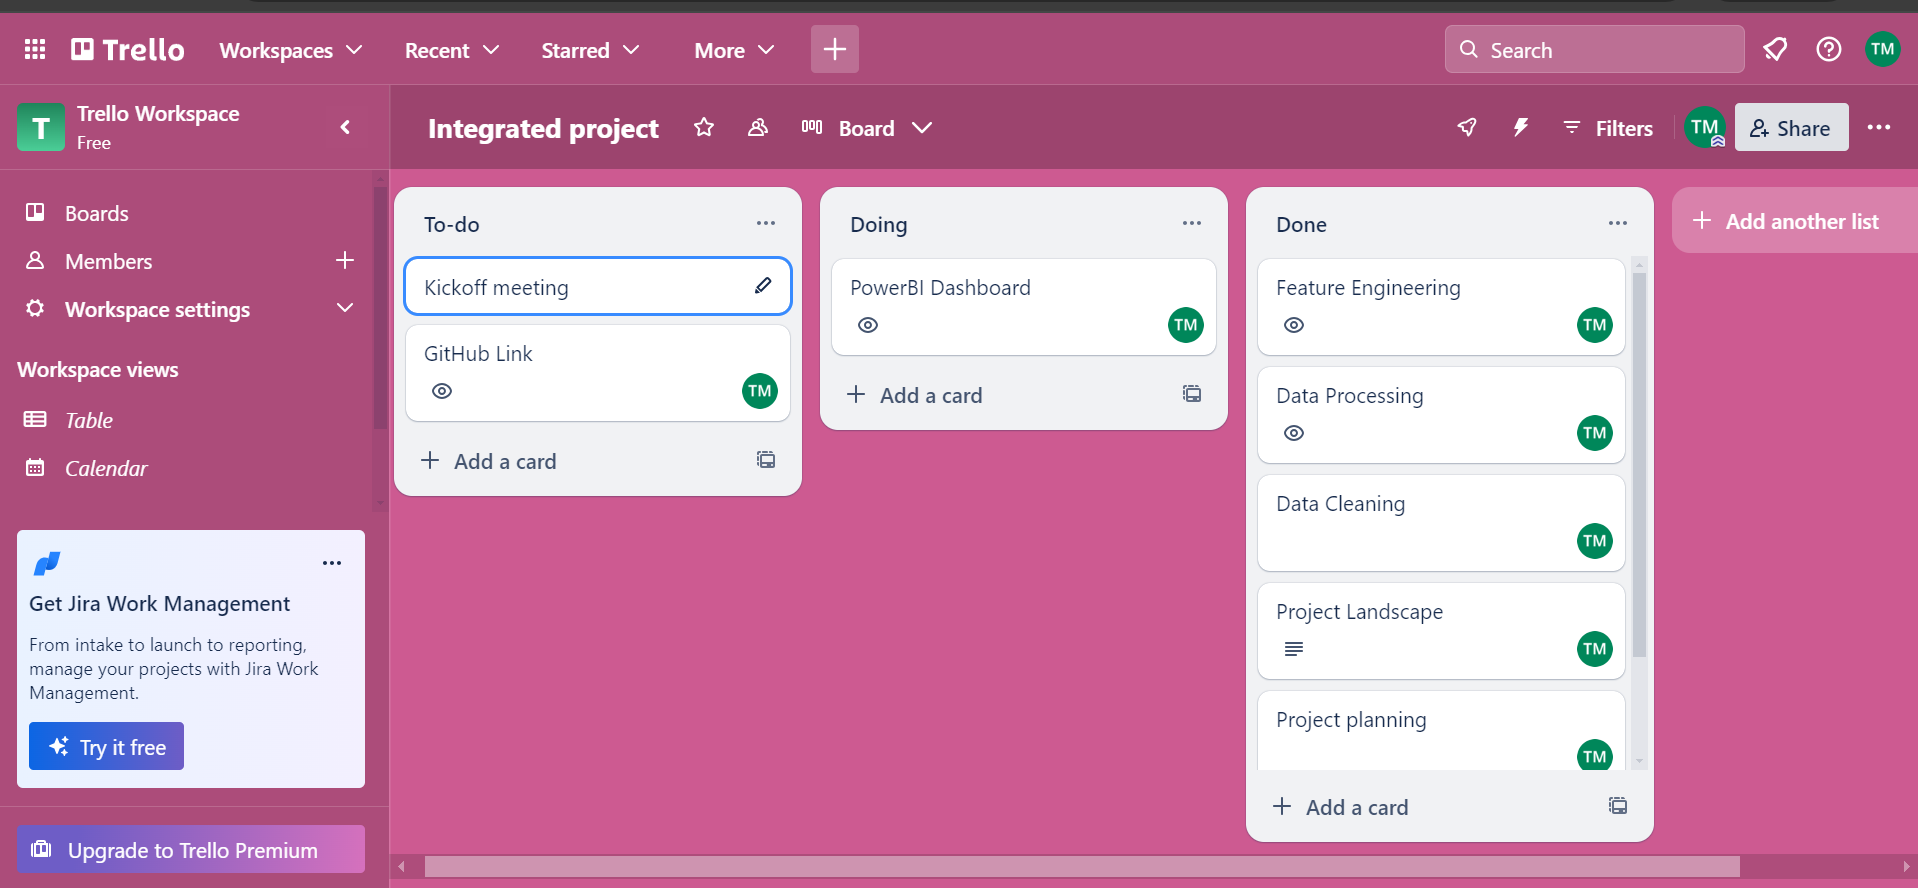 Trello
Workspaces
Recent
Starred
More
Search
TM
T
Trello Workspace
Free
Integrated project
Board
Filters
TM
Share
Boards
Members
Workspace settings
Workspace views
Table
Calendar
Get Jira Work Management
From intake to launch to reporting,
manage your projects with Jira Work
Management.
Try it free
Upgrade to Trello Premium
To-do
Kickoff meeting
GitHub Link
TM
Add a card
Doing
PowerBI Dashboard
TM
Add a card
Done
Feature Engineering
TM
Data Processing
TM
Data Cleaning
TM
Project Landscape
TM
Project planning
TM
Add a card
Add another list